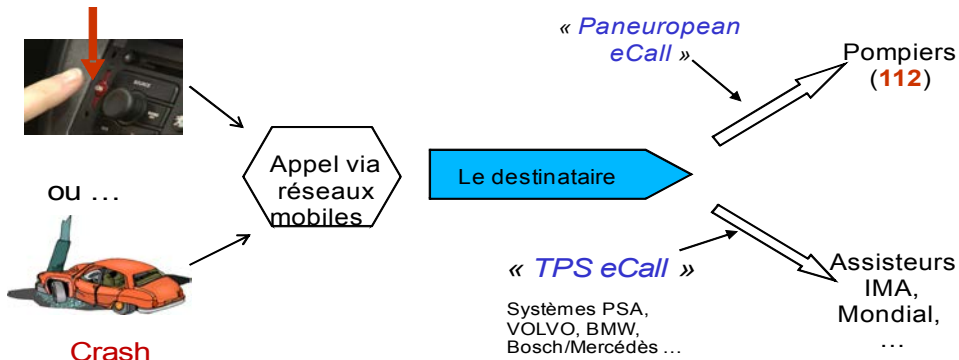 « Paneuropean
eCall »
Pompiers
(112)
Appel via
réseaux
mobiles
Le destinataire
ou …
« TPS eCall »
Systèmes PSA,
VOLVO, BMW,
Bosch/Mercédès …
Assisteurs
IMA,
Mondial,
…
Crash